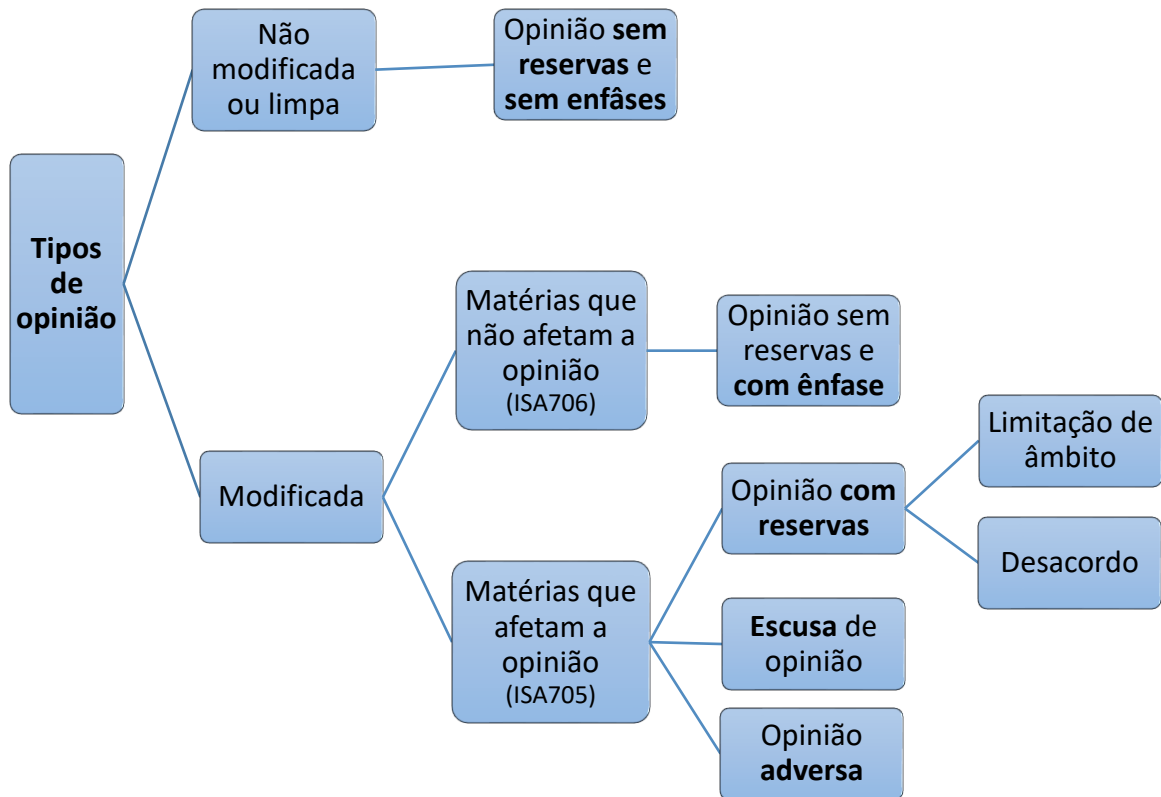 Não
modificada
ou limpa
Opinião sem
reservas e
sem enfâses
Tipos
de
opinião
Matérias que
não afetam a
opinião
(ISA706)
Opinião sem
reservas e
com ênfase
Limitação de
âmbito
Modificada
Opinião com
reservas
Desacordo
Matérias que
afetam a
opinião
(ISA705)
Escusa de
opinião
Opinião
adversa